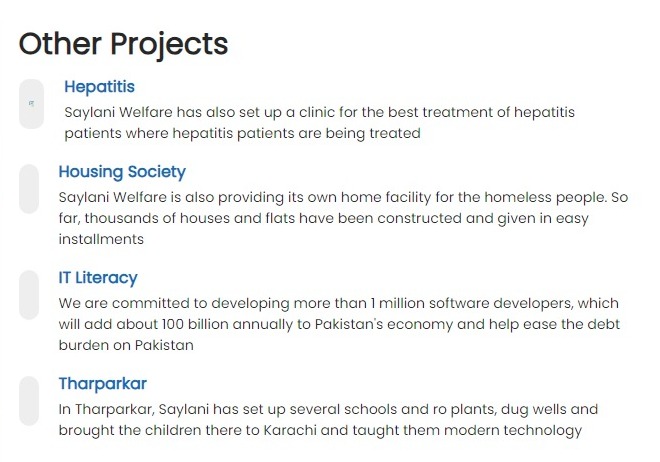 Other Projects
Hepatitis
Saylani Welfare has also set up a clinic for the best treatment of hepatitis
patients where hepatitis patients are being treated
Housing Society
Saylani Welfare is also providing its own home facility for the homeless people. So
far, thousands of houses and flats have been constructed and given in easy
installments
IT Literacy
We are committed to developing more than 1 million software developers, which
will add about 100 billion annually to Pakistan's economy and help ease the debt
burden on Pakistan
Tharparkar
In Tharparkar, Saylani has set up several schools and ro plants, dug wells and
brought the children there to Karachi and taught them modern technology